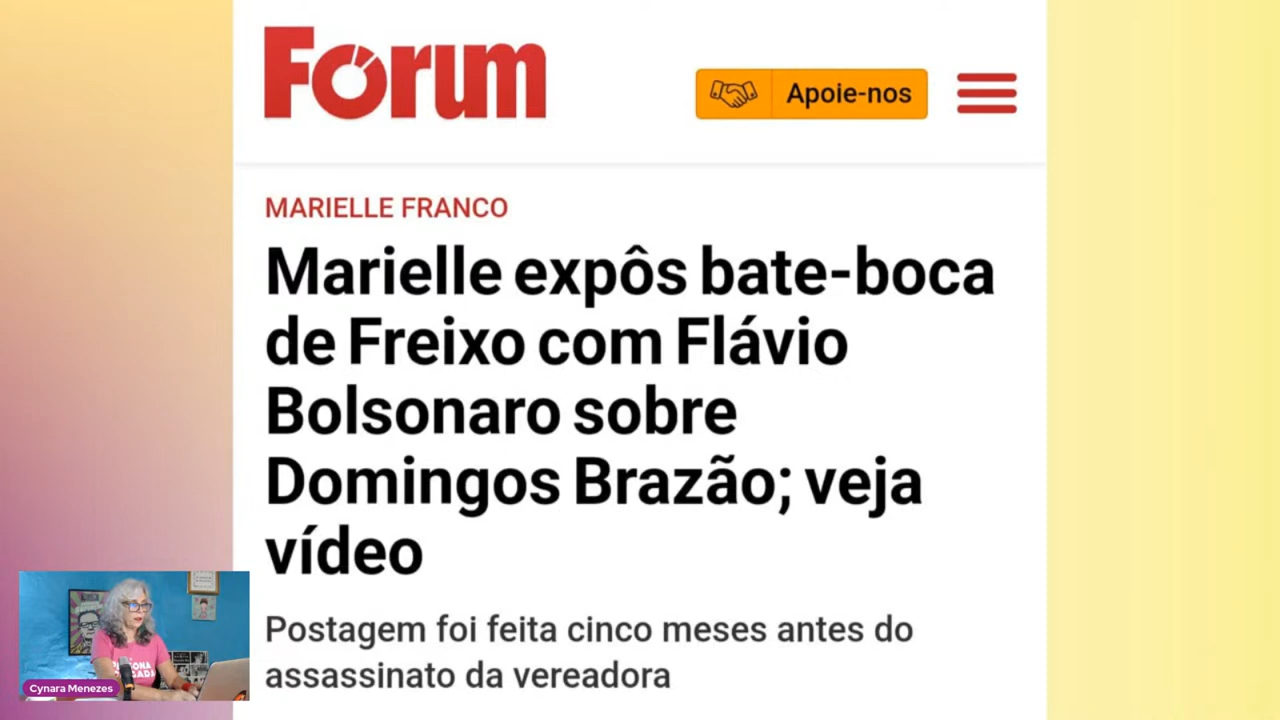 Forum
Apoie-nos
MARIELLE FRANCO
Marielle expôs bate-boca
de Freixo com Flávio
Bolsonaro sobre
Domingos Brazão; veja
vídeo
Postagem foi feita cinco meses antes do
assassinato da vereadora
Cynara Menezes